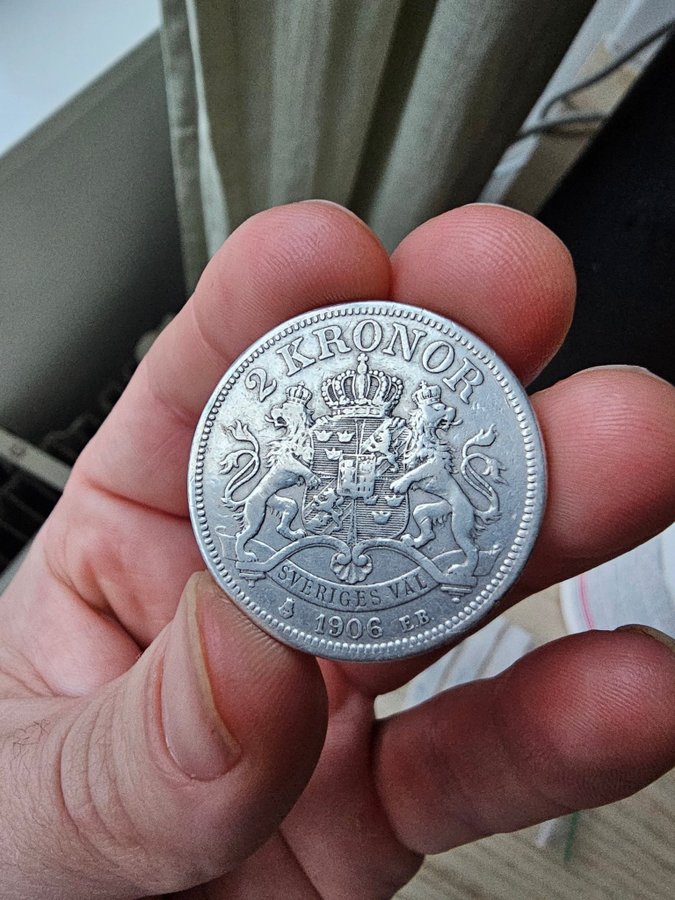 2 KRONOR
SVERIGES VÄL
1906 E.B.